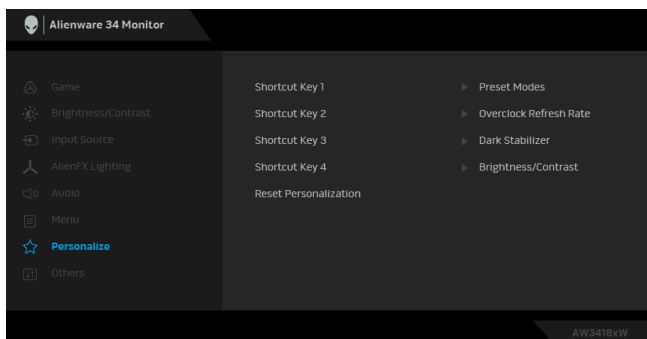 Alienware 34 Monitor
Game
Brightness/Contrast
Input Source
AlienFX Lighting
Audio
Menu
Personalize
Others
Shortcut Key 1 Preset Modes
Shortcut Key 2 Overclock Refresh Rate
Shortcut Key 3 Dark Stabilizer
Shortcut Key 4 Brightness/Contrast
Reset Personalization
AW3418xW